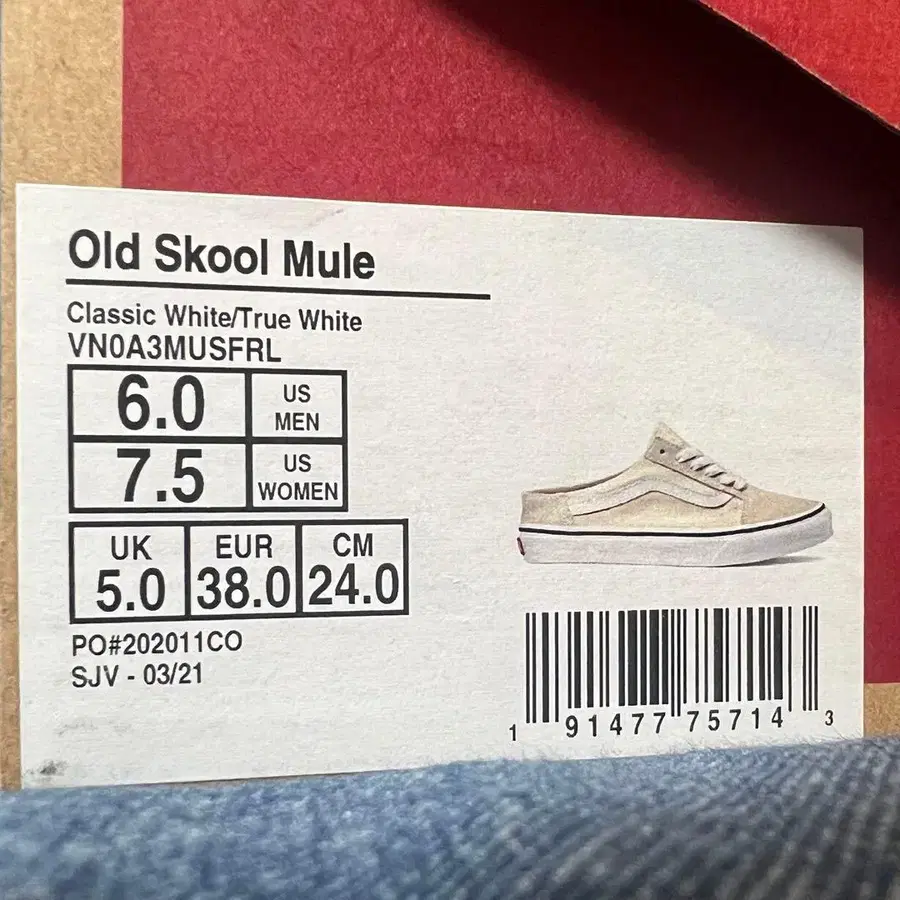 Old Skool Mule
Classic White/True White
VN0A3MUSFRL
6.0 US MEN
7.5 US WOMEN
UK EUR CM
5.0 38.0 24.0
PO#202011CO
SJV - 03/21
1 91477 75714 3